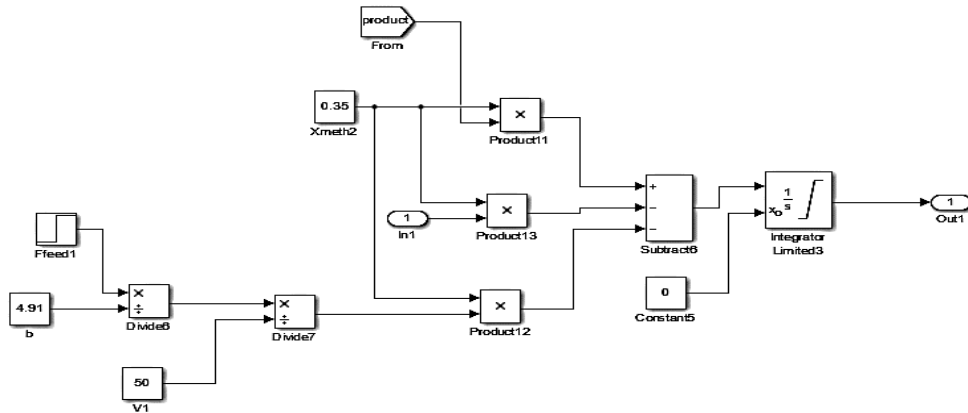 product
From
0.35
Xmeth2
×
Product11
1
In1
×
Product13
+
−
−
Subtract6
1
s
xo
Integrator
Limited3
1
Out1
Ffeed1
4.91
b
×
÷
Divide6
×
÷
Divide7
×
Product12
0
Constant5
50
V1